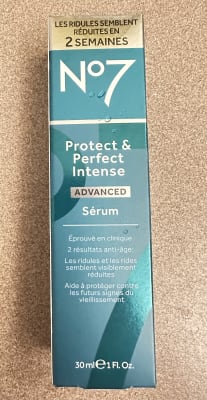 LES RIDULES SEMBLENT
RÉDUITES EN
2 SEMAINES
No7
Protect &
Perfect
Intense
ADVANCED
Sérum
Éprouvé en clinique
2 résultats anti-âge:
Les ridules et les rides
semblent visiblement
réduites
Aide à protéger contre
les futurs signes du
vieillissement
30 ml ℮ 1 Fl. Oz.